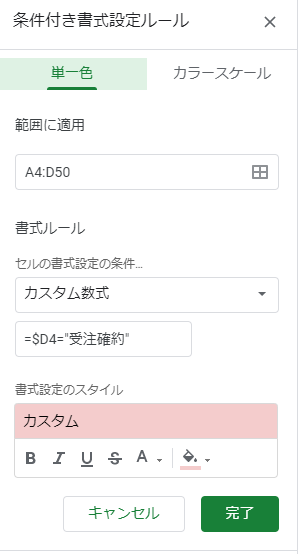 条件付き書式設定ルール
単一色 カラースケール
範囲に適用
A4:D50
書式ルール
セルの書式設定の条件...
カスタム数式
=$D4="受注確約"
書式設定のスタイル
カスタム
B I U S A
キャンセル 完了